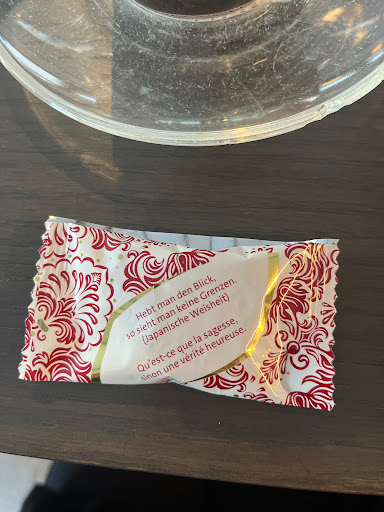 Hebt man den Blick,
so sieht man keine Grenzen.
(Japanische Weisheit)
Qu'est-ce que la sagesse,
sinon une vérité heureuse.